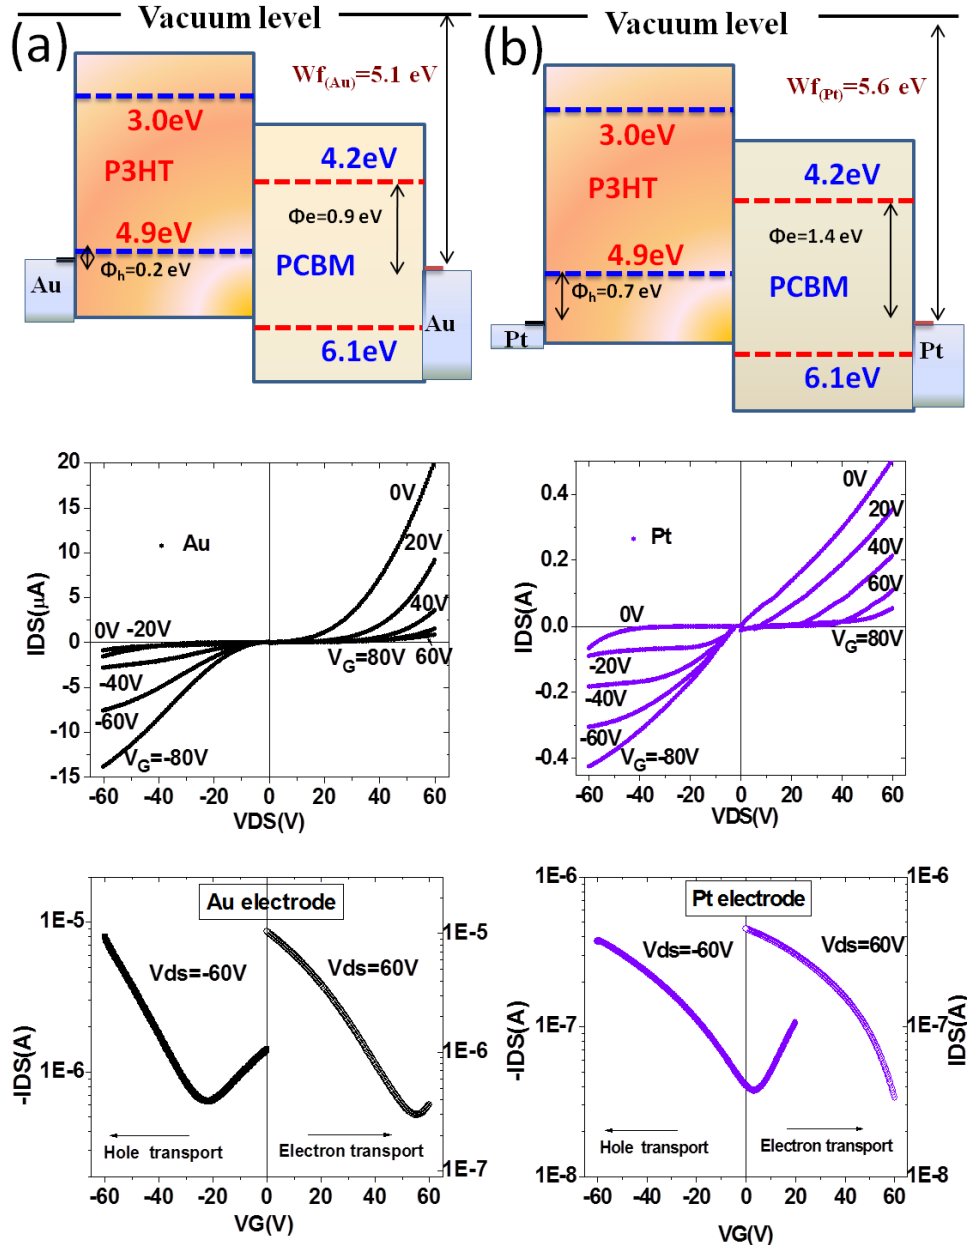 (a)
Vacuum level
Wf(Au)=5.1 eV
3.0eV
P3HT
4.2eV
4.9eV
Φe=0.9 eV
Φh=0.2 eV
PCBM
Au
Au
6.1eV
(b)
Vacuum level
Wf(Pt)=5.6 eV
3.0eV
P3HT
4.2eV
4.9eV
Φe=1.4 eV
Φh=0.7 eV
PCBM
Pt
Pt
6.1eV
20
15
10
5
0
-5
-10
-15
IDS(μA)
Au
0V
20V
40V
60V
VG=80V
0V -20V
-40V
-60V
VG=-80V
-60 -40 -20 0 20 40 60
VDS(V)
0.4
0.2
0.0
-0.2
-0.4
IDS(A)
Pt
0V
20V
40V
60V
VG=80V
0V
-20V
-40V
-60V
VG=-80V
-60 -40 -20 0 20 40 60
VDS(V)
Au electrode
1E-5
1E-6
-IDS(A)
Vds=-60V
Vds=60V
1E-5
1E-6
1E-7
Hole transport
Electron transport
-60 -40 -20 0 20 40 60
VG(V)
Pt electrode
1E-6
1E-7
1E-8
-IDS(A)
Vds=-60V
Vds=60V
1E-6
1E-7
1E-8
IDS(A)
Hole transport
Electron transport
-60 -40 -20 0 20 40 60
VG(V)